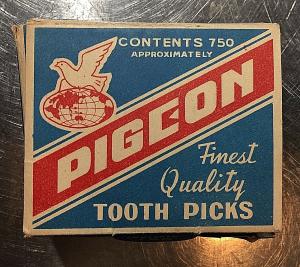 CONTENTS 750
APPROXIMATELY
PIGEON
Finest
Quality
TOOTH PICKS